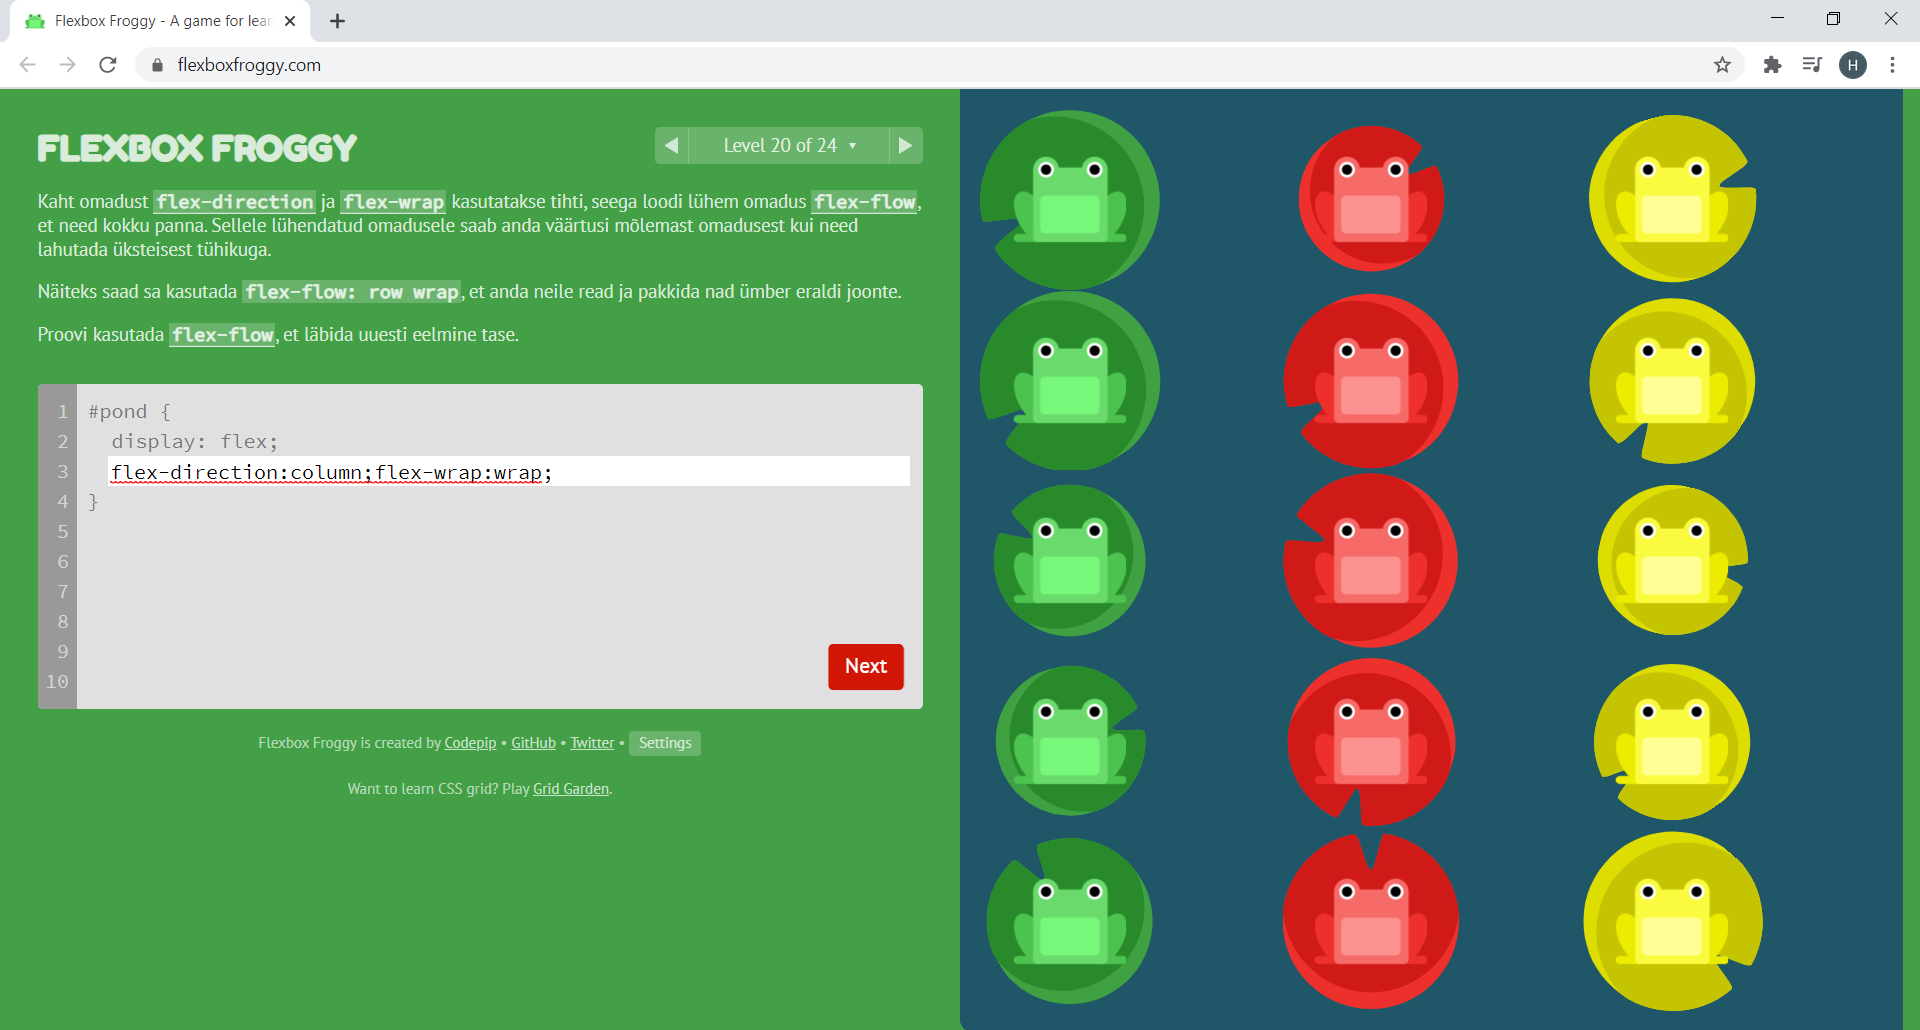 Flexbox Froggy - A game for lear
flexboxfroggy.com
H
FLEXBOX FROGGY
Level 20 of 24
Kaht omadust flex-direction ja flex-wrap kasutatakse tihti, seega loodi lühem omadus flex-flow,
et need kokku panna. Sellele lühendatud omadusele saab anda väärtusi mõlemast omadusest kui need
lahutada üksteisest tühikuga.
Näiteks saad sa kasutada flex-flow: row wrap, et anda neile read ja pakkida nad ümber eraldi joonte.
Proovi kasutada flex-flow, et läbida uuesti eelmine tase.
1 #pond {
2 display: flex;
3 flex-direction:column;flex-wrap:wrap;
4 }
5
6
7
8
9
10
Next
Flexbox Froggy is created by Codepip • GitHub • Twitter • Settings
Want to learn CSS grid? Play Grid Garden.